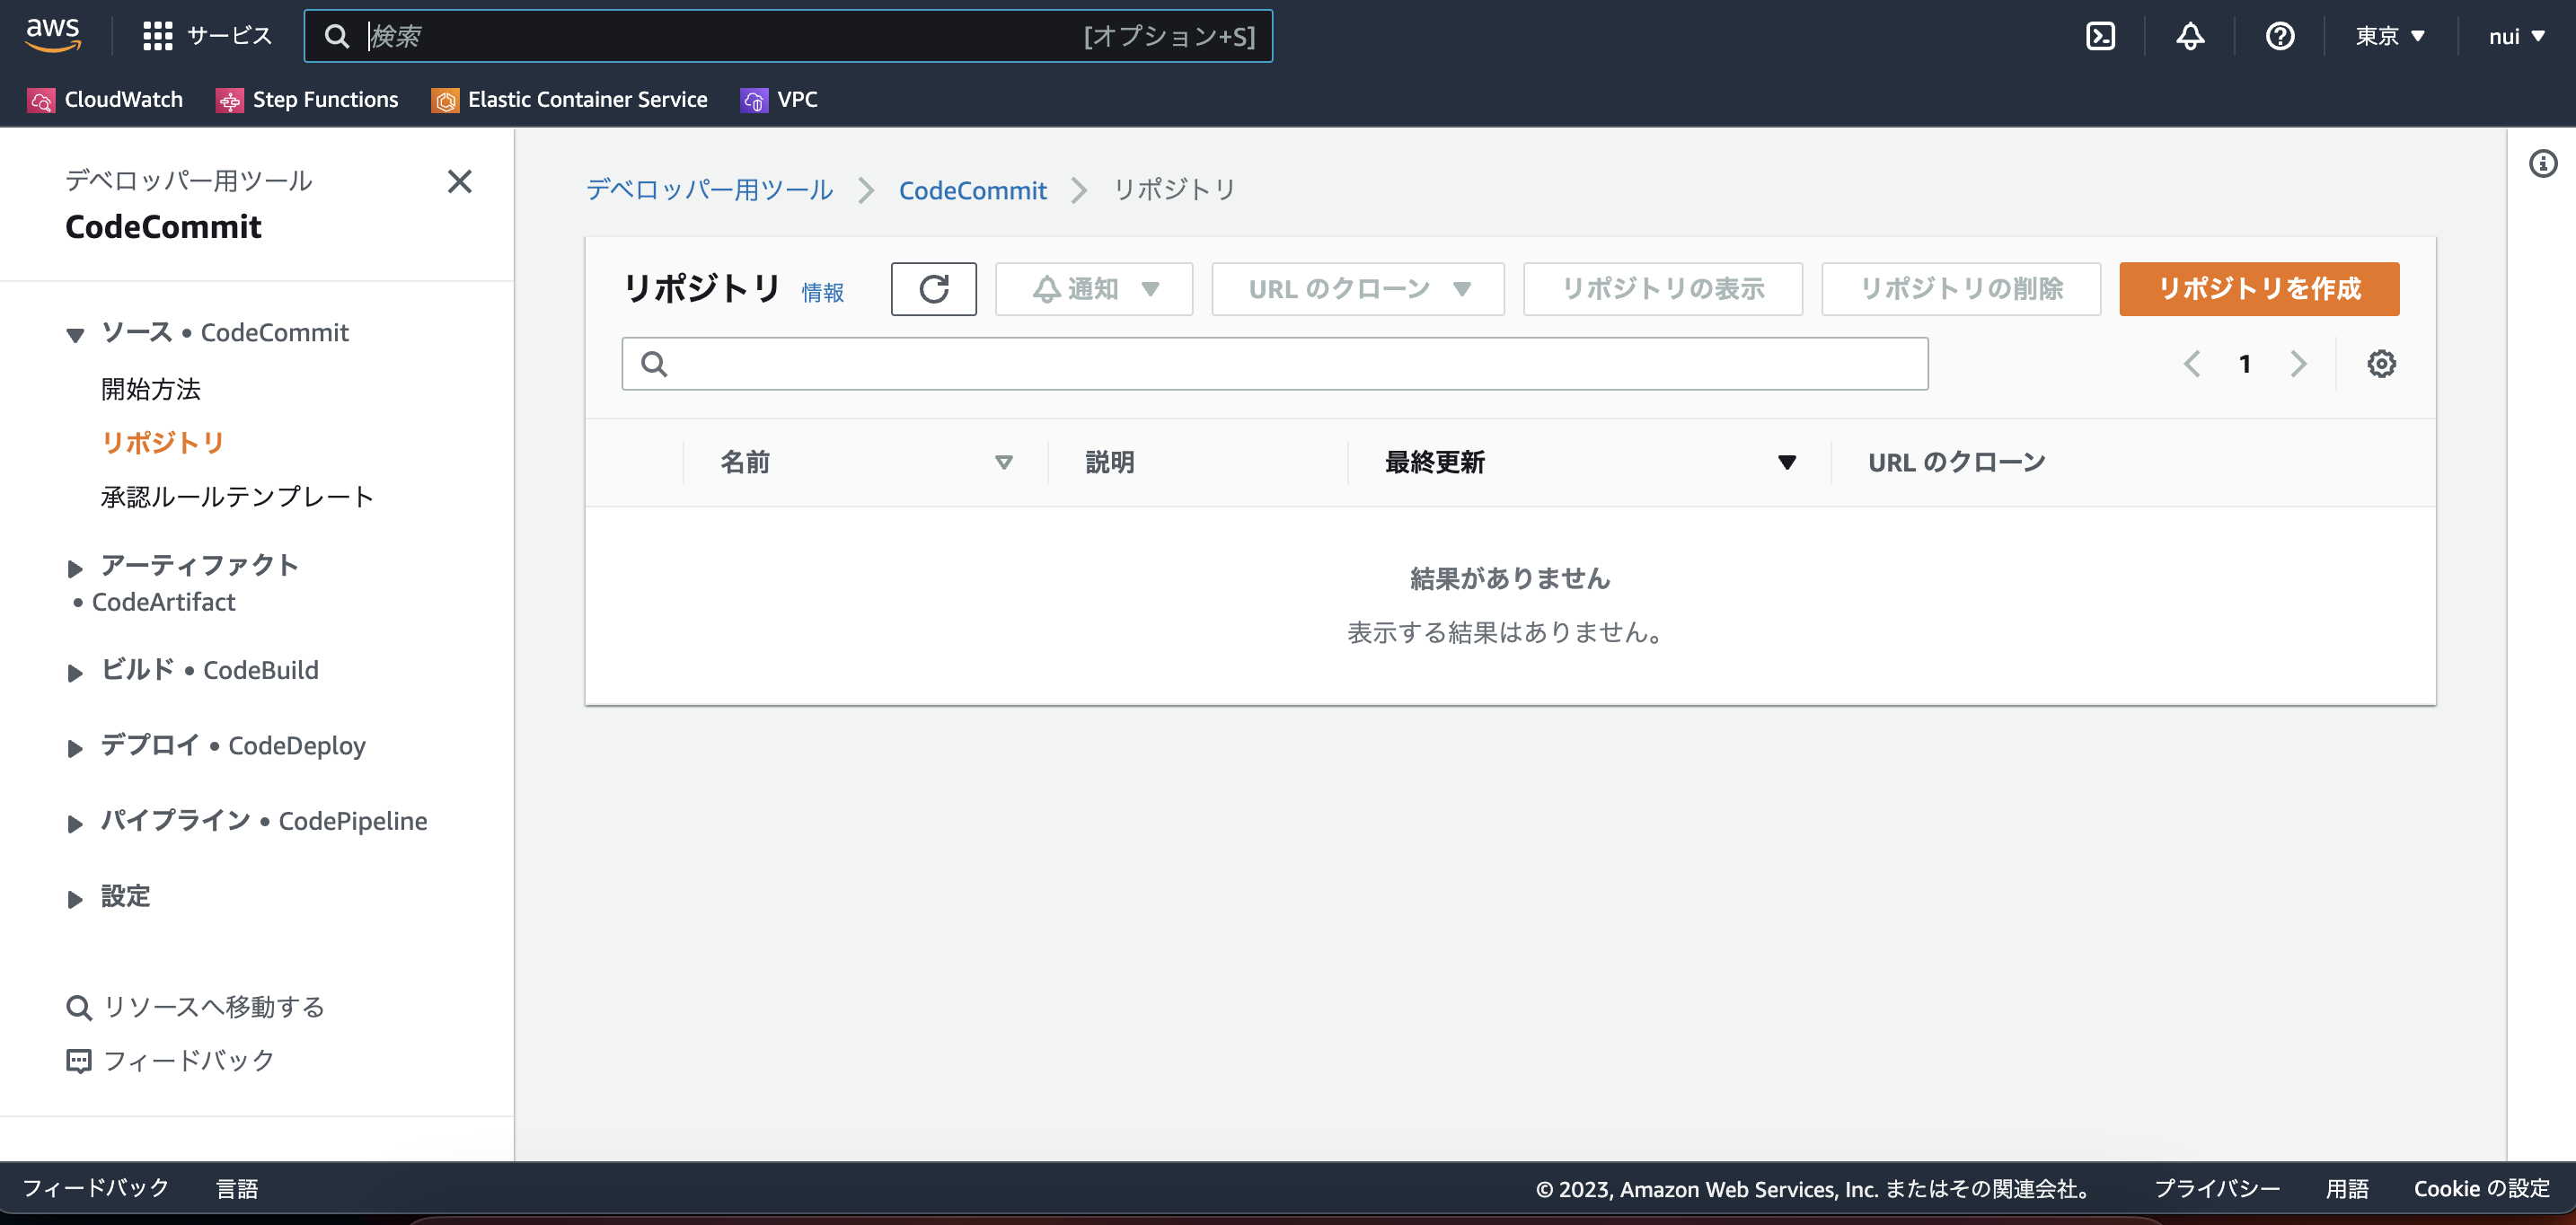 aws サービス 検索 [オプション+S] 東京 nui
CloudWatch Step Functions Elastic Container Service VPC
デベロッパー用ツール
CodeCommit
ソース • CodeCommit
開始方法
リポジトリ
承認ルールテンプレート
アーティファクト
• CodeArtifact
ビルド • CodeBuild
デプロイ • CodeDeploy
パイプライン • CodePipeline
設定
リソースへ移動する
フィードバック
デベロッパー用ツール CodeCommit リポジトリ
リポジトリ 情報 通知 URL のクローン リポジトリの表示 リポジトリの削除 リポジトリを作成
1
名前 説明 最終更新 URL のクローン
結果がありません
表示する結果はありません。
フィードバック 言語 © 2023, Amazon Web Services, Inc. またはその関連会社。 プライバシー 用語 Cookie の設定